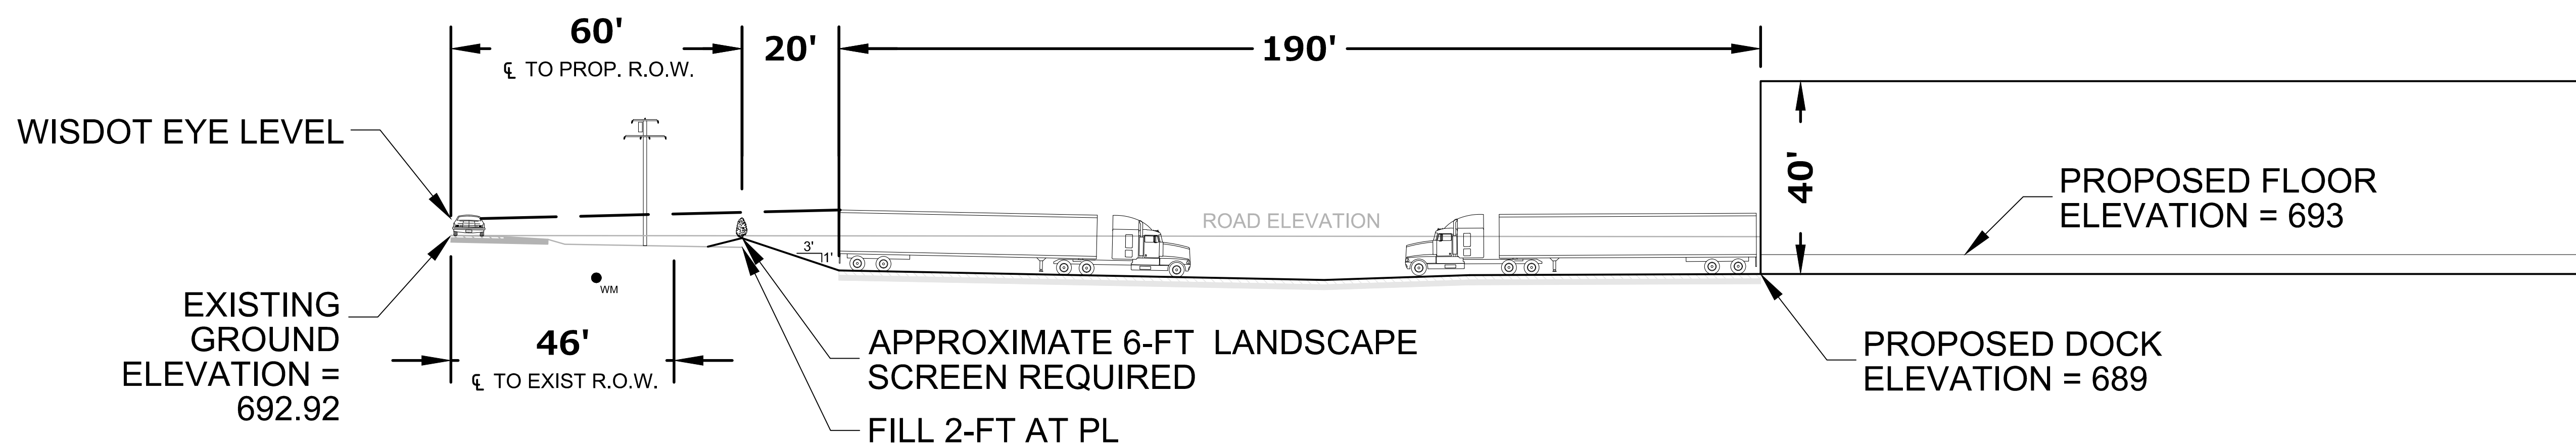 60'
℄ TO PROP. R.O.W.
20'
190'
WISDOT EYE LEVEL
40'
PROPOSED FLOOR
ELEVATION = 693
ROAD ELEVATION
3'
1'
WM
EXISTING
GROUND
ELEVATION =
692.92
46'
℄ TO EXIST R.O.W.
APPROXIMATE 6-FT LANDSCAPE
SCREEN REQUIRED
FILL 2-FT AT PL
PROPOSED DOCK
ELEVATION = 689